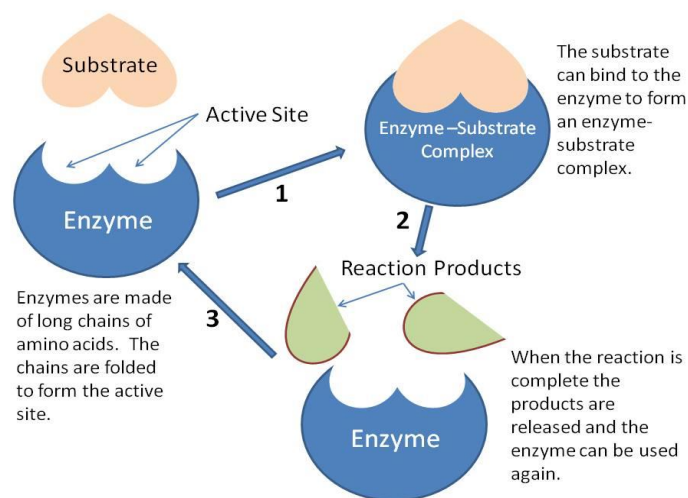 Substrate
Active Site
Enzyme
1
Enzyme –Substrate
Complex
The substrate
can bind to the
enzyme to form
an enzyme-
substrate
complex.
2
Reaction Products
3
Enzymes are made
of long chains of
amino acids.  The
chains are folded
to form the active
site.
Enzyme
When the reaction is
complete the
products are
released and the
enzyme can be used
again.